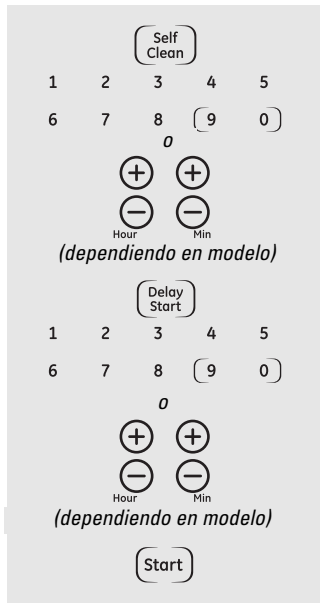 Self
Clean
1 2 3 4 5
6 7 8 9 0
o
+ +
− −
Hour Min
(dependiendo en modelo)
Delay
Start
1 2 3 4 5
6 7 8 9 0
o
+ +
− −
Hour Min
(dependiendo en modelo)
Start